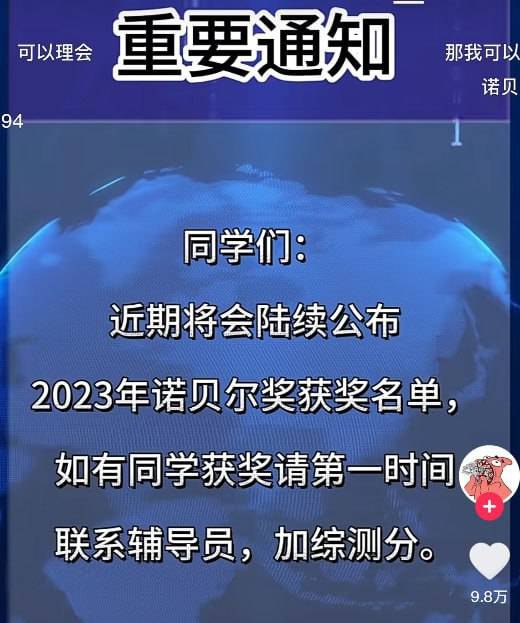 重要通知
可以理会
那我可以
诺贝
94
1
同学们：
近期将会陆续公布
2023年诺贝尔奖获奖名单，
如有同学获奖请第一时间
联系辅导员，加综测分。
9.8万